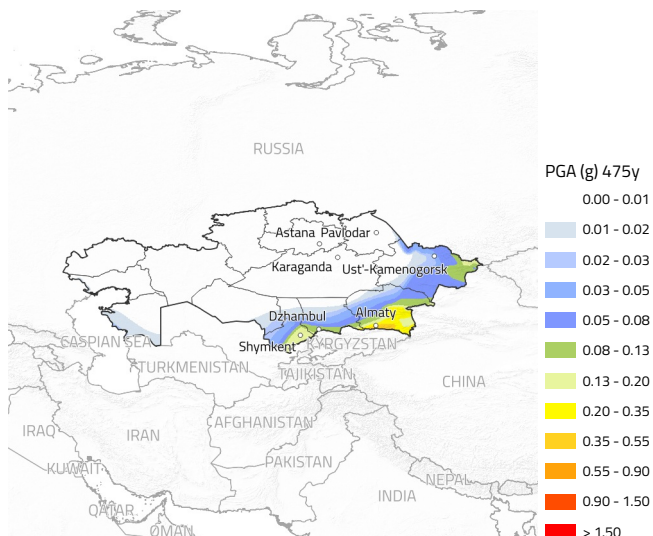 PGA (g) 475y
0.00 - 0.01
0.01 - 0.02
0.02 - 0.03
0.03 - 0.05
0.05 - 0.08
0.08 - 0.13
0.13 - 0.20
0.20 - 0.35
0.35 - 0.55
0.55 - 0.90
0.90 - 1.50
> 1.50
RUSSIA
Astana
Pavlodar
Karaganda
Ust'-Kamenogorsk
Dzhambul
Almaty
Shymkent
KYRGYZSTAN
CASPIAN SEA
TURKMENISTAN
TAJIKISTAN
CHINA
AFGHANISTAN
IRAQ
IRAN
PAKISTAN
KUWAIT
NEPAL
INDIA
QATAR
OMAN